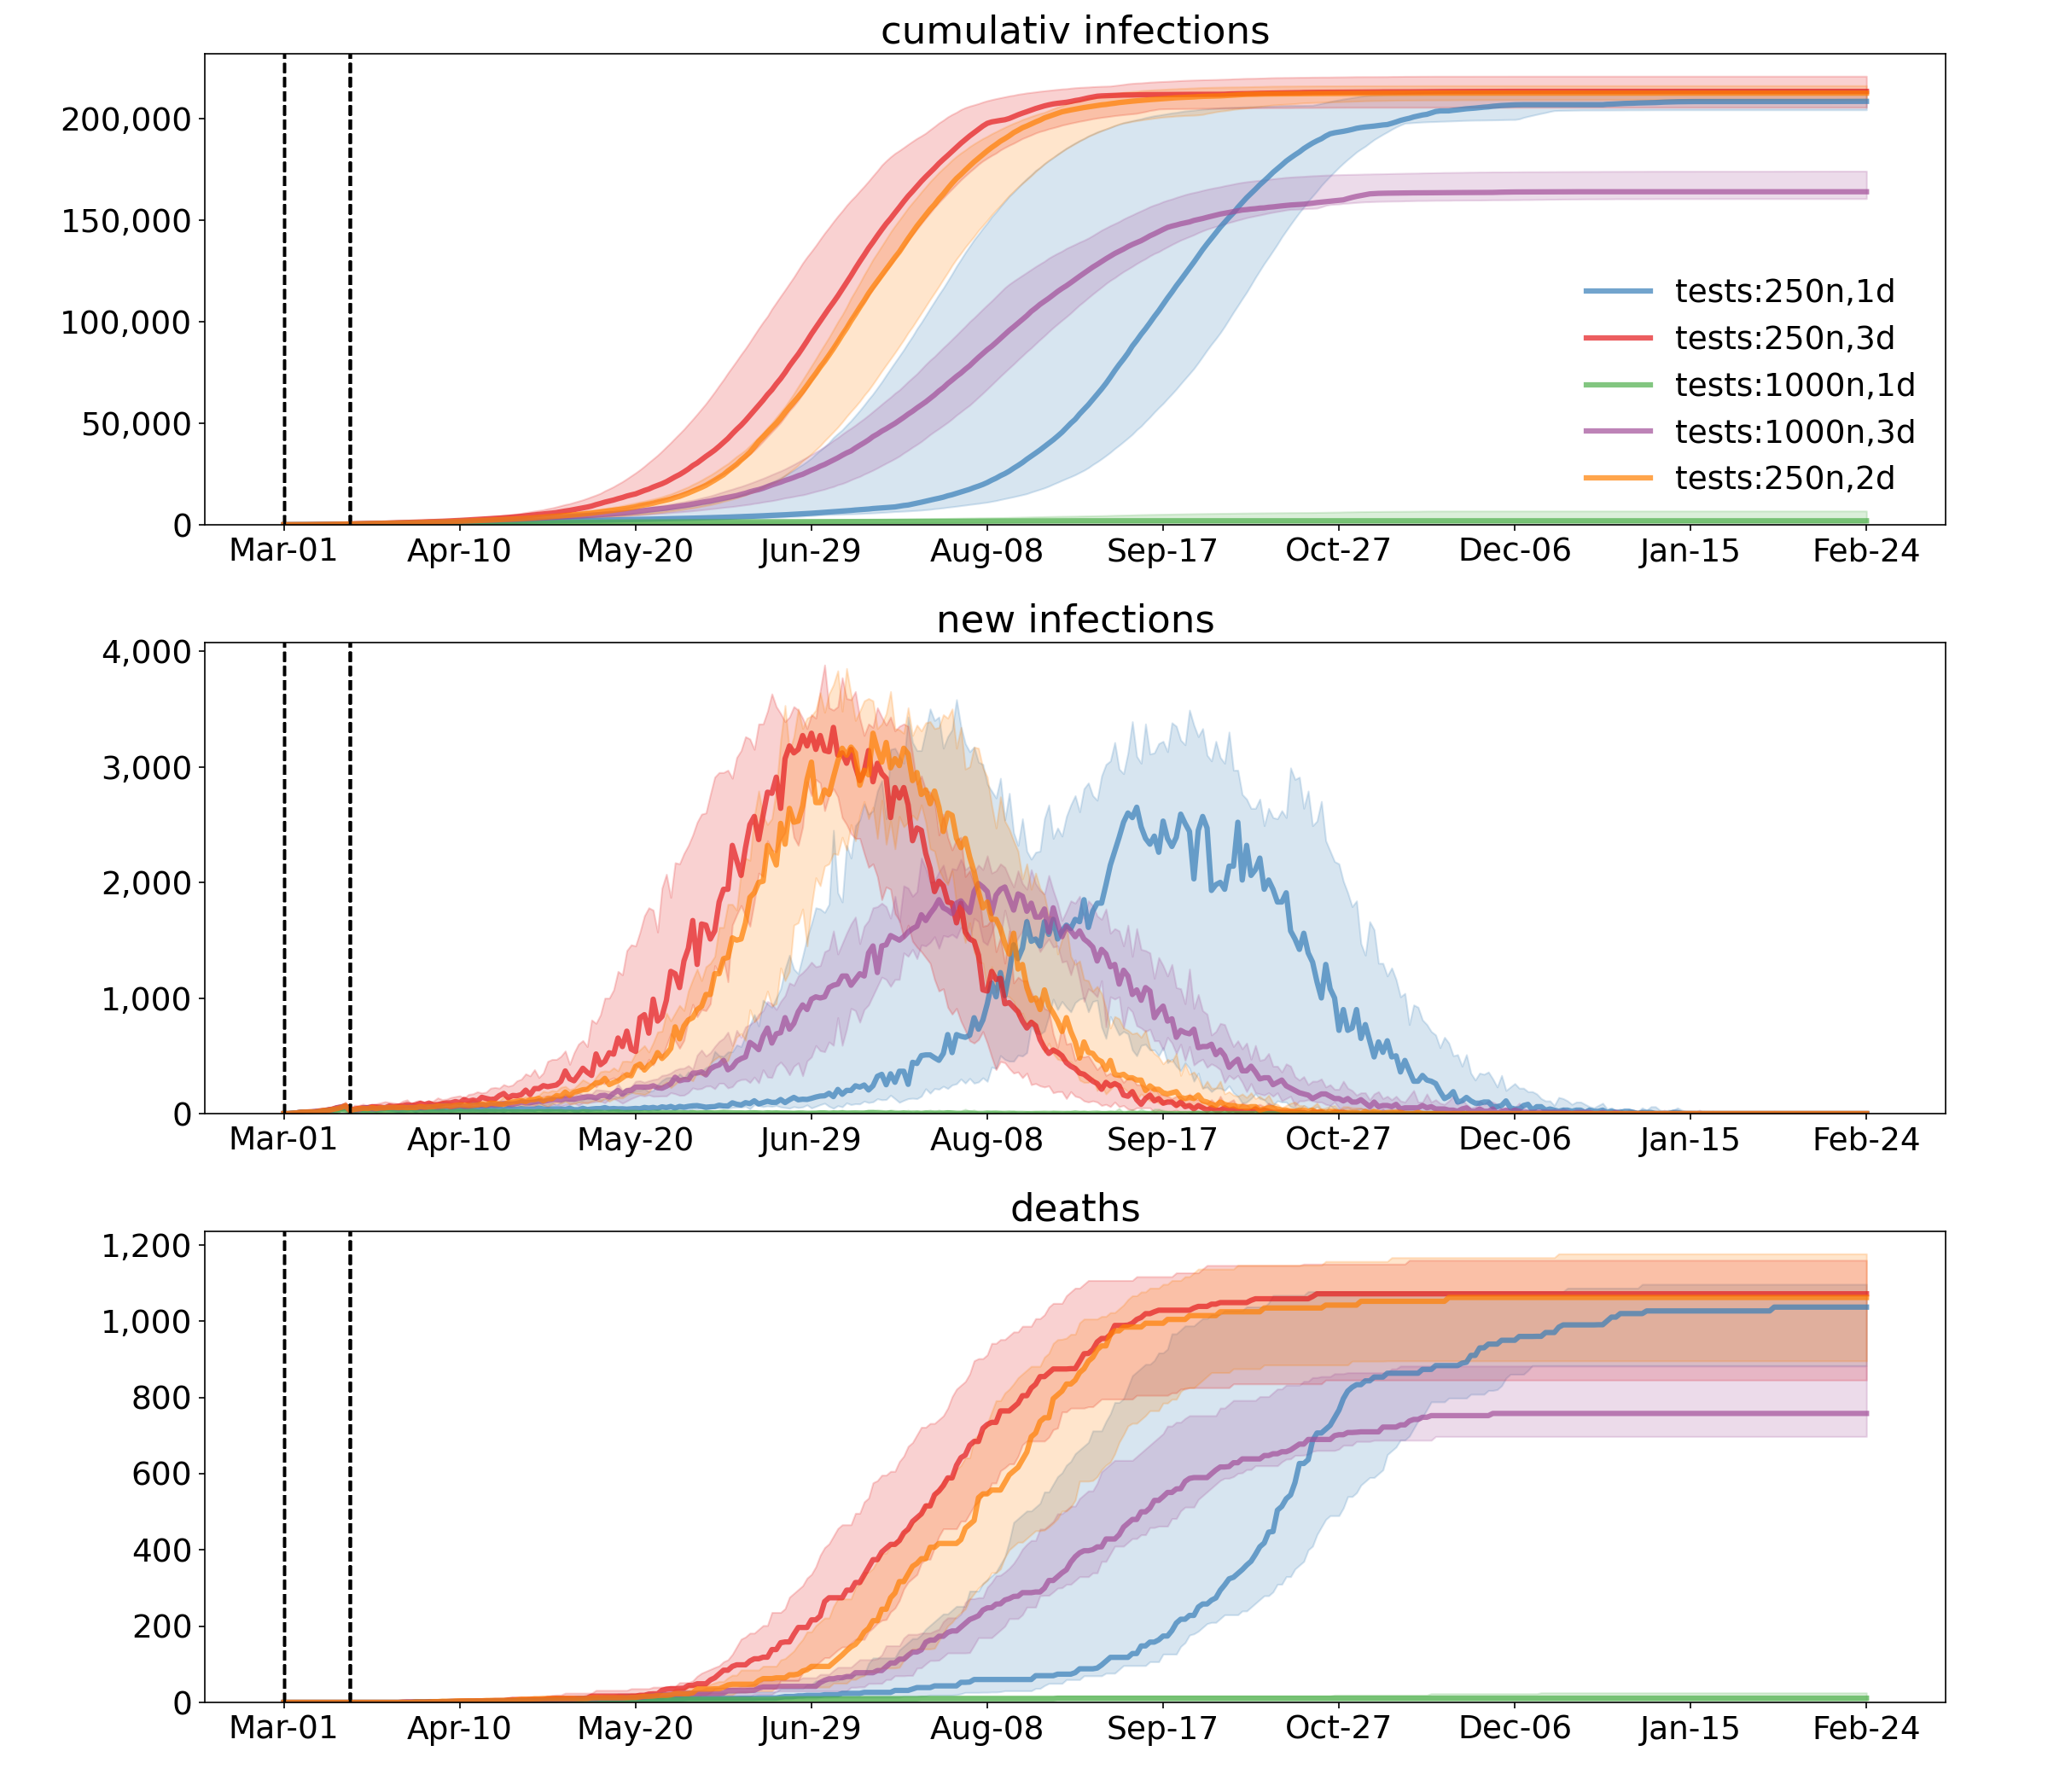 cumulativ infections
200,000
150,000
100,000
50,000
0
tests:250n,1d
tests:250n,3d
tests:1000n,1d
tests:1000n,3d
tests:250n,2d
Mar-01 Apr-10 May-20 Jun-29 Aug-08 Sep-17 Oct-27 Dec-06 Jan-15 Feb-24
new infections
4,000
3,000
2,000
1,000
0
Mar-01 Apr-10 May-20 Jun-29 Aug-08 Sep-17 Oct-27 Dec-06 Jan-15 Feb-24
deaths
1,200
1,000
800
600
400
200
0
Mar-01 Apr-10 May-20 Jun-29 Aug-08 Sep-17 Oct-27 Dec-06 Jan-15 Feb-24